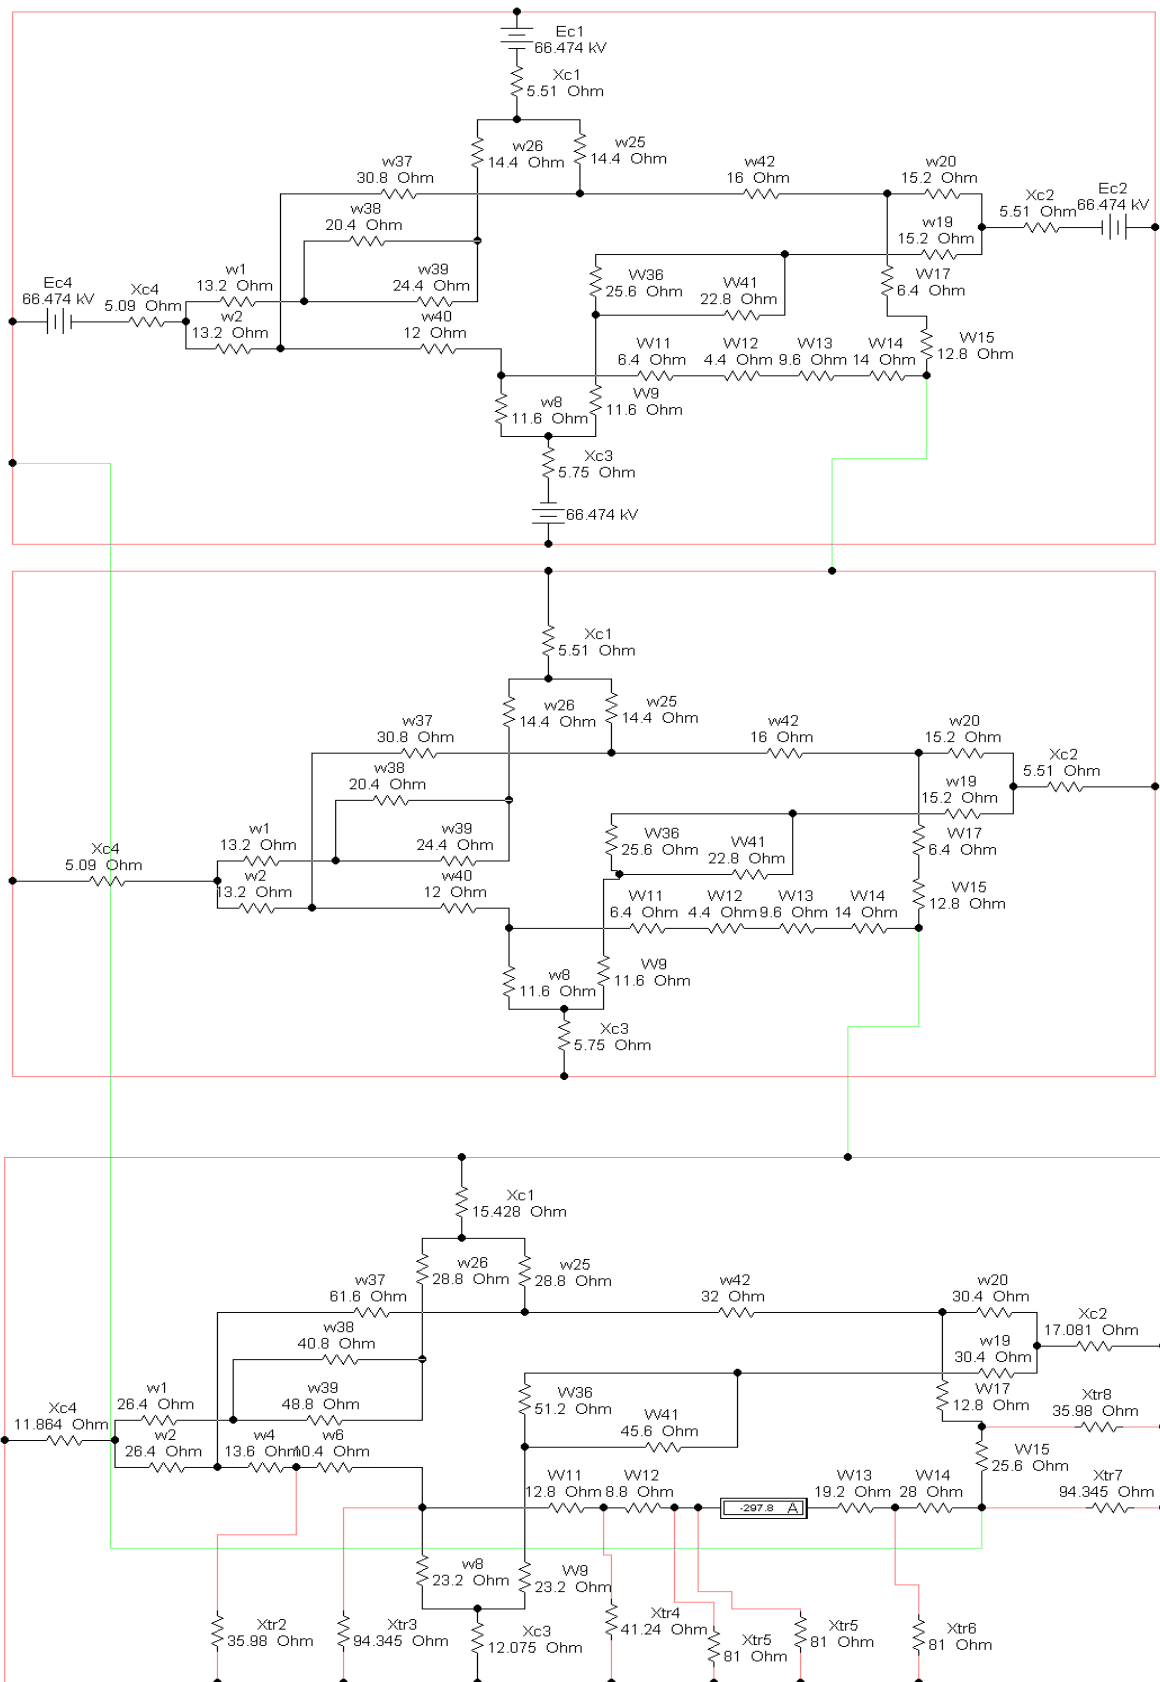 Ec1
66.474 kV
Xc1
5.51 Ohm
w26
14.4 Ohm
w25
14.4 Ohm
w37
30.8 Ohm
w42
16 Ohm
w20
15.2 Ohm
Xc2
5.51 Ohm
Ec2
66.474 kV
w38
20.4 Ohm
w19
15.2 Ohm
Ec4
66.474 kV
Xc4
5.09 Ohm
w1
13.2 Ohm
w39
24.4 Ohm
W36
25.6 Ohm
W41
22.8 Ohm
W17
6.4 Ohm
w2
13.2 Ohm
w40
12 Ohm
W11
6.4 Ohm
W12
4.4 Ohm
W13
9.6 Ohm
W14
14 Ohm
W15
12.8 Ohm
w8
11.6 Ohm
W9
11.6 Ohm
Xc3
5.75 Ohm
66.474 kV
Xc1
5.51 Ohm
w26
14.4 Ohm
w25
14.4 Ohm
w37
30.8 Ohm
w42
16 Ohm
w20
15.2 Ohm
Xc2
5.51 Ohm
w38
20.4 Ohm
w19
15.2 Ohm
Xc4
5.09 Ohm
w1
13.2 Ohm
w39
24.4 Ohm
W36
25.6 Ohm
W41
22.8 Ohm
W17
6.4 Ohm
w2
13.2 Ohm
w40
12 Ohm
W11
6.4 Ohm
W12
4.4 Ohm
W13
9.6 Ohm
W14
14 Ohm
W15
12.8 Ohm
w8
11.6 Ohm
W9
11.6 Ohm
Xc3
5.75 Ohm
Xc1
15.428 Ohm
w26
28.8 Ohm
w25
28.8 Ohm
w37
61.6 Ohm
w42
32 Ohm
w20
30.4 Ohm
Xc2
17.081 Ohm
w38
40.8 Ohm
w19
30.4 Ohm
Xc4
11.864 Ohm
w1
26.4 Ohm
w39
48.8 Ohm
W36
51.2 Ohm
W41
45.6 Ohm
W17
12.8 Ohm
Xtr8
35.98 Ohm
w2
26.4 Ohm
w4
13.6 Ohm
w6
10.4 Ohm
W11
12.8 Ohm
W12
8.8 Ohm
-297.8 A
W13
19.2 Ohm
W14
28 Ohm
W15
25.6 Ohm
Xtr7
94.345 Ohm
w8
23.2 Ohm
W9
23.2 Ohm
Xtr2
35.98 Ohm
Xtr3
94.345 Ohm
Xc3
12.075 Ohm
Xtr4
41.24 Ohm
Xtr5
81 Ohm
Xtr5
81 Ohm
Xtr6
81 Ohm